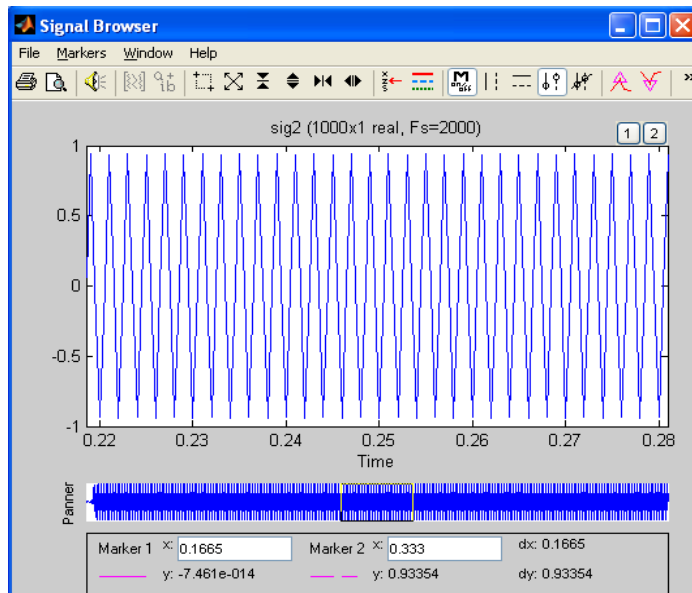 Signal Browser
File Markers Window Help
sig2 (1000x1 real, Fs=2000)
1 2
1
0.5
0
-0.5
-1
0.22 0.23 0.24 0.25 0.26 0.27 0.28
Time
Panner
Marker 1 x: 0.1665 Marker 2 x: 0.333 dx: 0.1665
y: -7.461e-014 y: 0.93354 dy: 0.93354